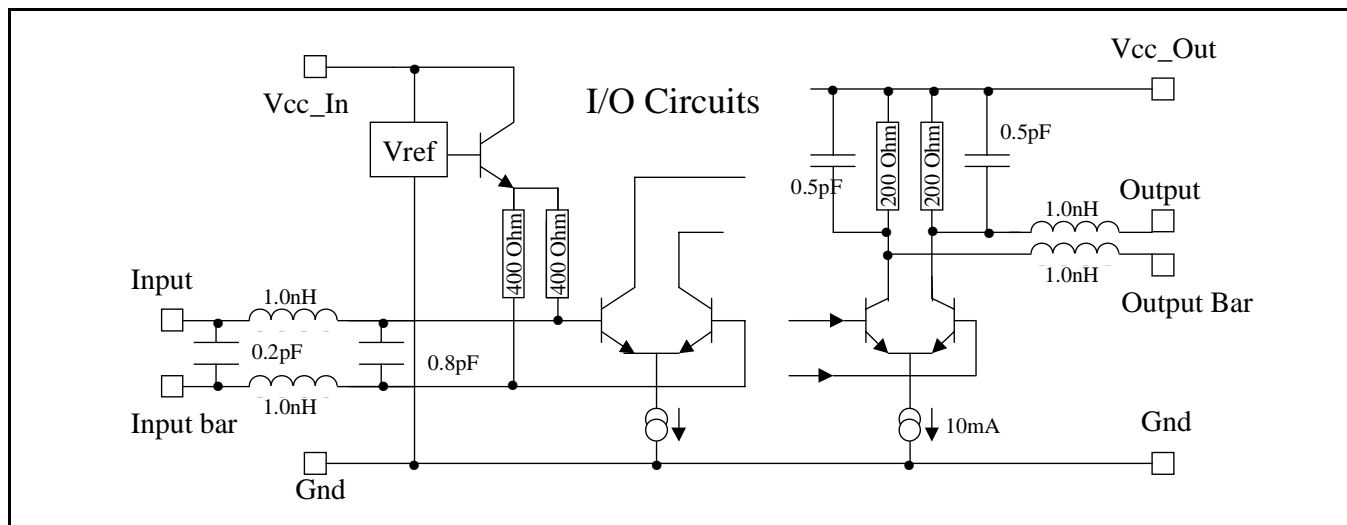 Vcc_Out
I/O Circuits
Vcc_In
0.5pF
Vref
200 Ohm
200 Ohm
0.5pF
Output
1.0nH
400 Ohm
400 Ohm
1.0nH
Input
1.0nH
Output Bar
0.2pF
0.8pF
1.0nH
Input bar
10mA
Gnd
Gnd